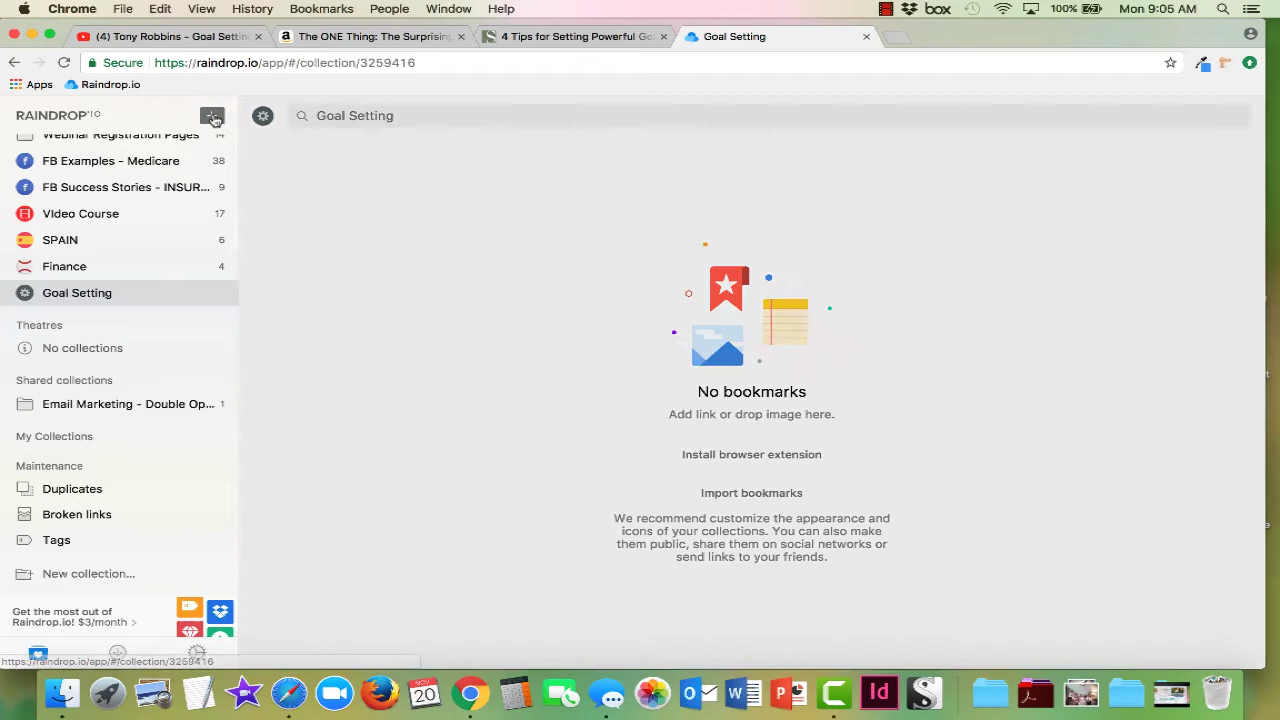 Chrome File Edit View History Bookmarks People Window Help box 100% Mon 9:05 AM
(4) Tony Robbins - Goal Settin × The ONE Thing: The Surprisin × 4 Tips for Setting Powerful Go × Goal Setting ×
Secure https://raindrop.io/app/#/collection/3259416
Apps Raindrop.io
RAINDROP.IO
Goal Setting
Webinar Registration Pages 14
FB Examples - Medicare 38
FB Success Stories - INSUR... 9
VIdeo Course 17
SPAIN 6
Finance 4
Goal Setting
Theatres
No collections
Shared collections
Email Marketing - Double Op... 1
My Collections
Maintenance
Duplicates
Broken links
Tags
New collection...
Get the most out of
Raindrop.io! $3/month >
https://raindrop.io/app/#/collection/3259416
No bookmarks
Add link or drop image here.
Install browser extension
Import bookmarks
We recommend customize the appearance and
icons of your collections. You can also make
them public, share them on social networks or
send links to your friends.
NOV
20
Id